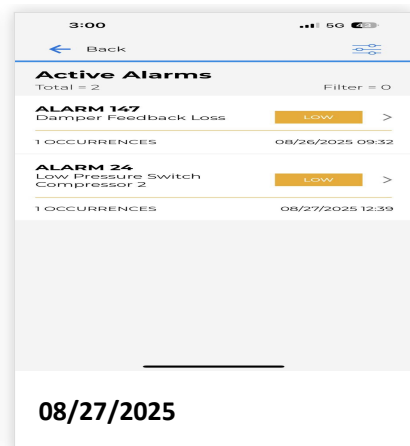 3:00 5G 43
Back
Active Alarms
Total = 2 Filter = 0
ALARM 147
Damper Feedback Loss LOW >
1 OCCURRENCES 08/26/2025 09:32
ALARM 24
Low Pressure Switch
Compressor 2 LOW >
1 OCCURRENCES 08/27/2025 12:39
08/27/2025